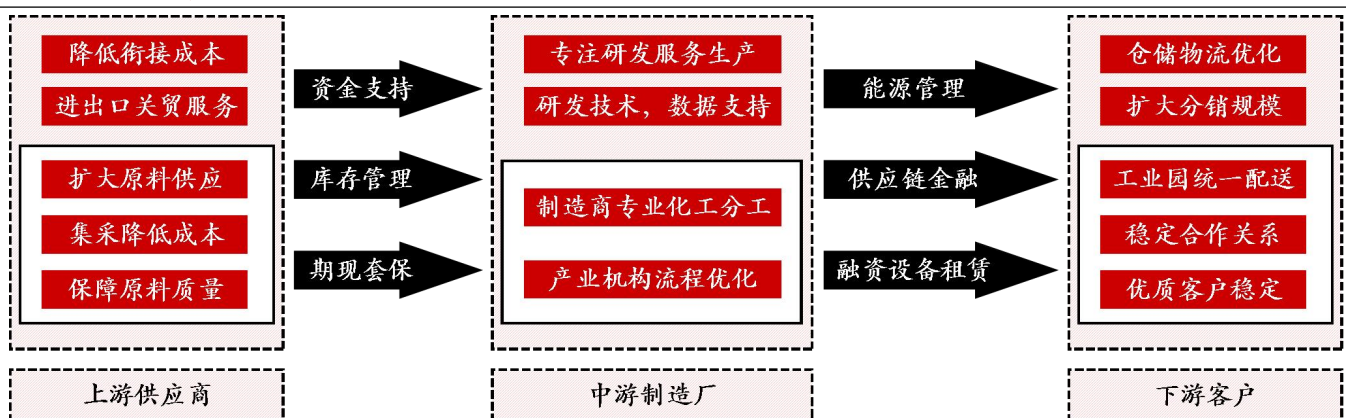 降低衔接成本
进出口关贸服务
扩大原料供应
集采降低成本
保障原料质量
上游供应商
资金支持
库存管理
期现套保
专注研发服务生产
研发技术，数据支持
制造商专业化工分工
产业机构流程优化
中游制造厂
能源管理
供应链金融
融资设备租赁
仓储物流优化
扩大分销规模
工业园统一配送
稳定合作关系
优质客户稳定
下游客户